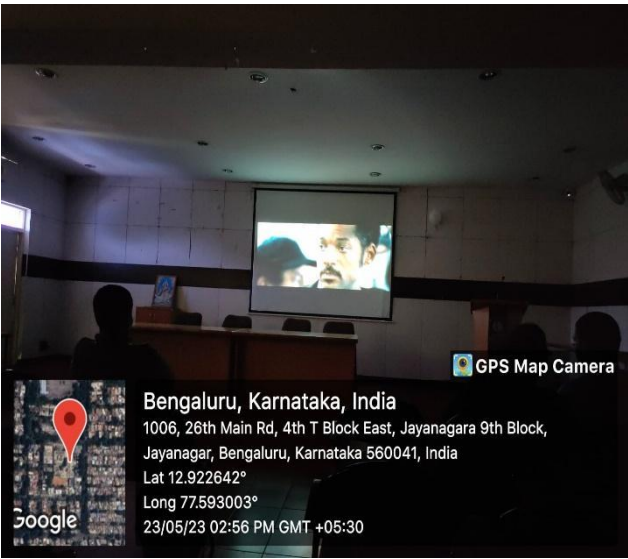 GPS Map Camera
Bengaluru, Karnataka, India
1006, 26th Main Rd, 4th T Block East, Jayanagara 9th Block,
Jayanagar, Bengaluru, Karnataka 560041, India
Lat 12.922642°
Long 77.593003°
23/05/23 02:56 PM GMT +05:30
Google